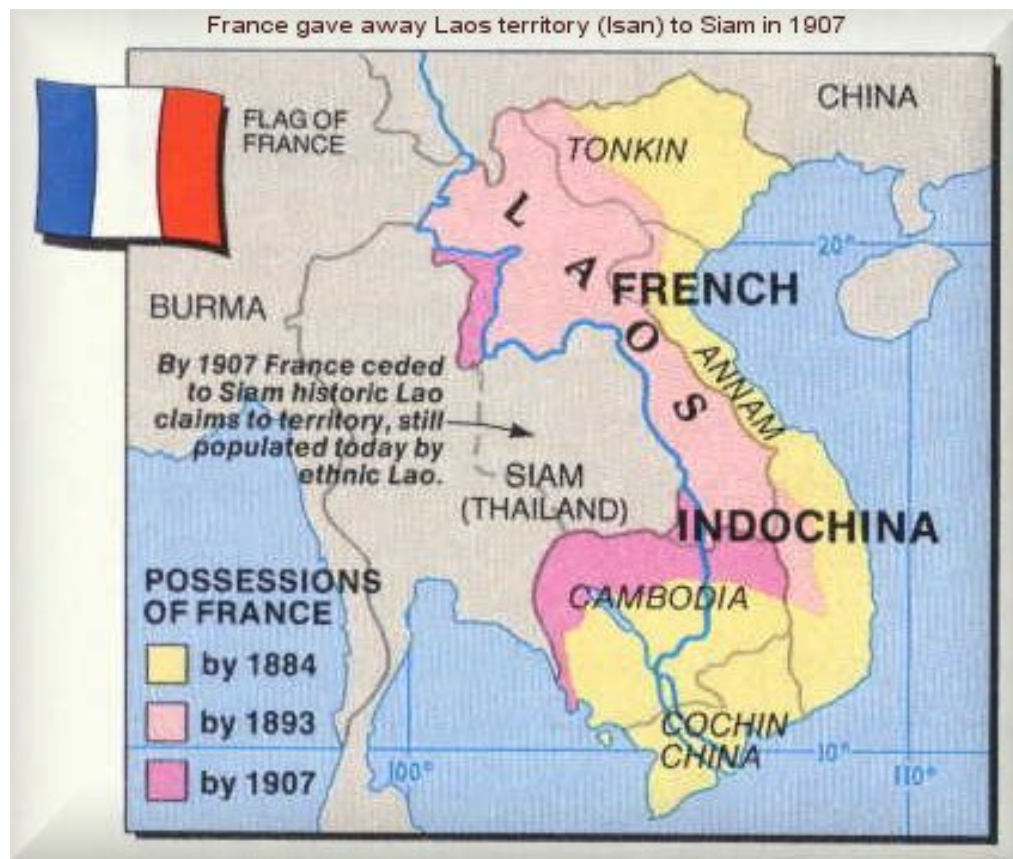 France gave away Laos territory (Isan) to Siam in 1907
FLAG OF
FRANCE
CHINA
TONKIN
LAOS
20°
FRENCH
BURMA
By 1907 France ceded
to Siam historic Lao
claims to territory, still
populated today by
ethnic Lao.
ANNAM
SIAM
(THAILAND)
INDOCHINA
POSSESSIONS
OF FRANCE
CAMBODIA
by 1884
by 1893
by 1907
COCHIN
CHINA
10°
100°
110°